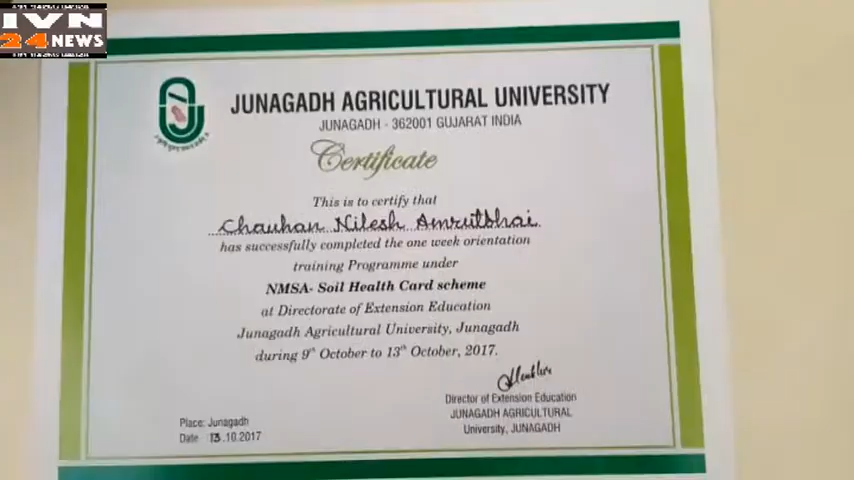 IVN
24 NEWS
JUNAGADH AGRICULTURAL UNIVERSITY
JUNAGADH - 362001 GUJARAT INDIA
Certificate
This is to certify that
Chauhan Nilesh Amrutbhai
has successfully completed the one week orientation
training Programme under
NMSA- Soil Health Card scheme
at Directorate of Extension Education
Junagadh Agricultural University, Junagadh
during 9th October to 13th October, 2017.
Director of Extension Education
JUNAGADH AGRICULTURAL
University, JUNAGADH
Place: Junagadh
Date 13.10.2017